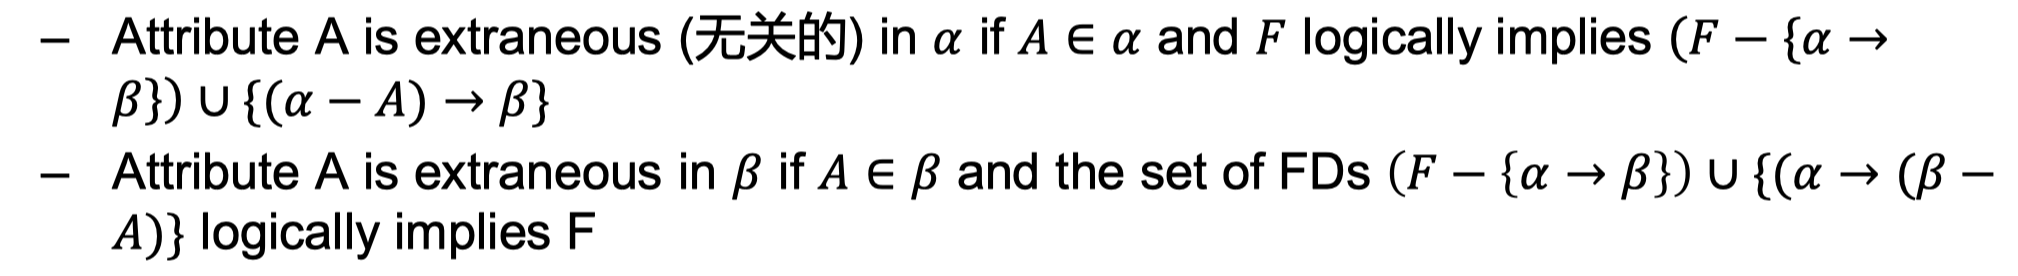 – Attribute A is extraneous (无关的) in α if A ∈ α and F logically implies (F − {α →
β}) ∪ {(α − A) → β}
– Attribute A is extraneous in β if A ∈ β and the set of FDs (F − {α → β}) ∪ {(α → (β −
A)} logically implies F